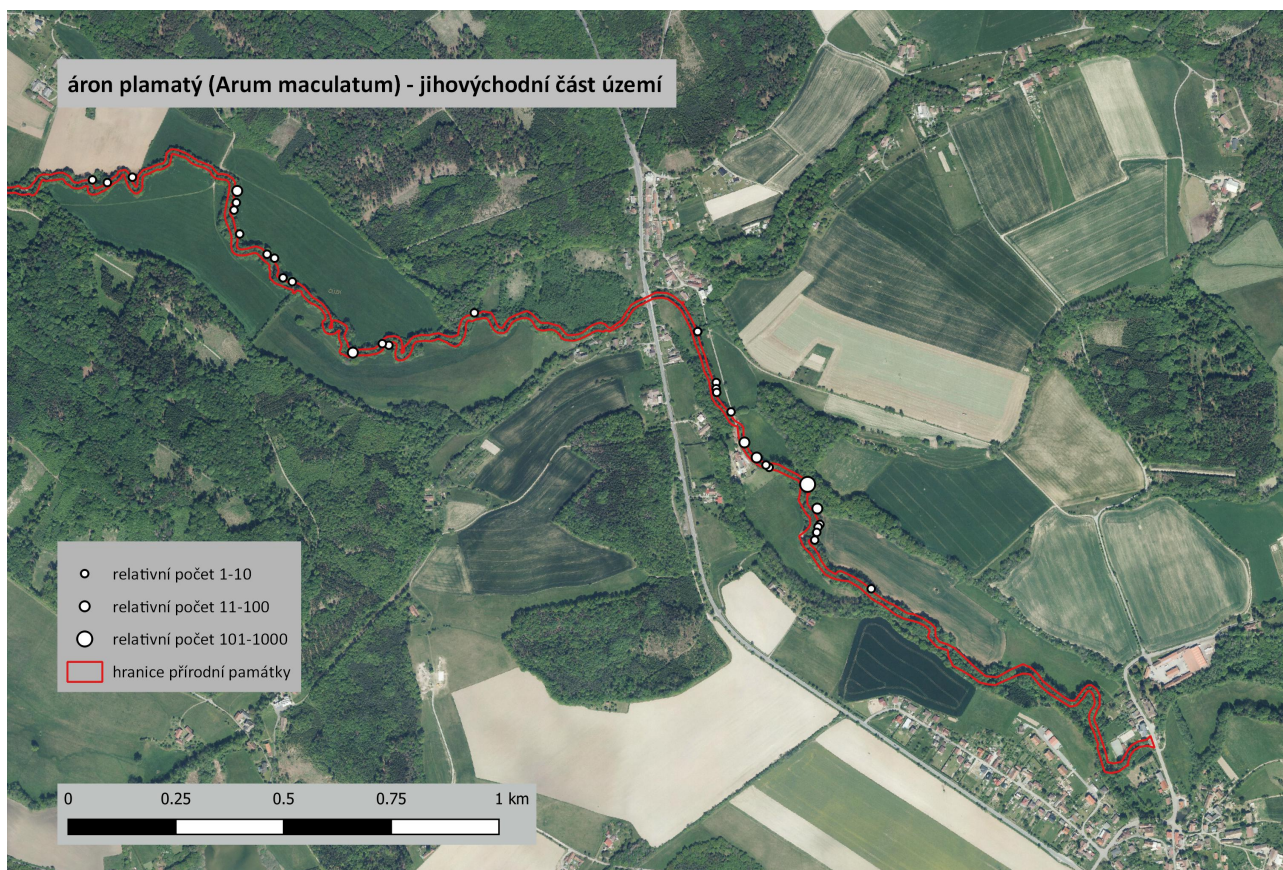 áron plamatý (Arum maculatum) - jihovýchodní část území
relativní počet 1-10
relativní počet 11-100
relativní počet 101-1000
hranice přírodní památky
0 0.25 0.5 0.75 1 km